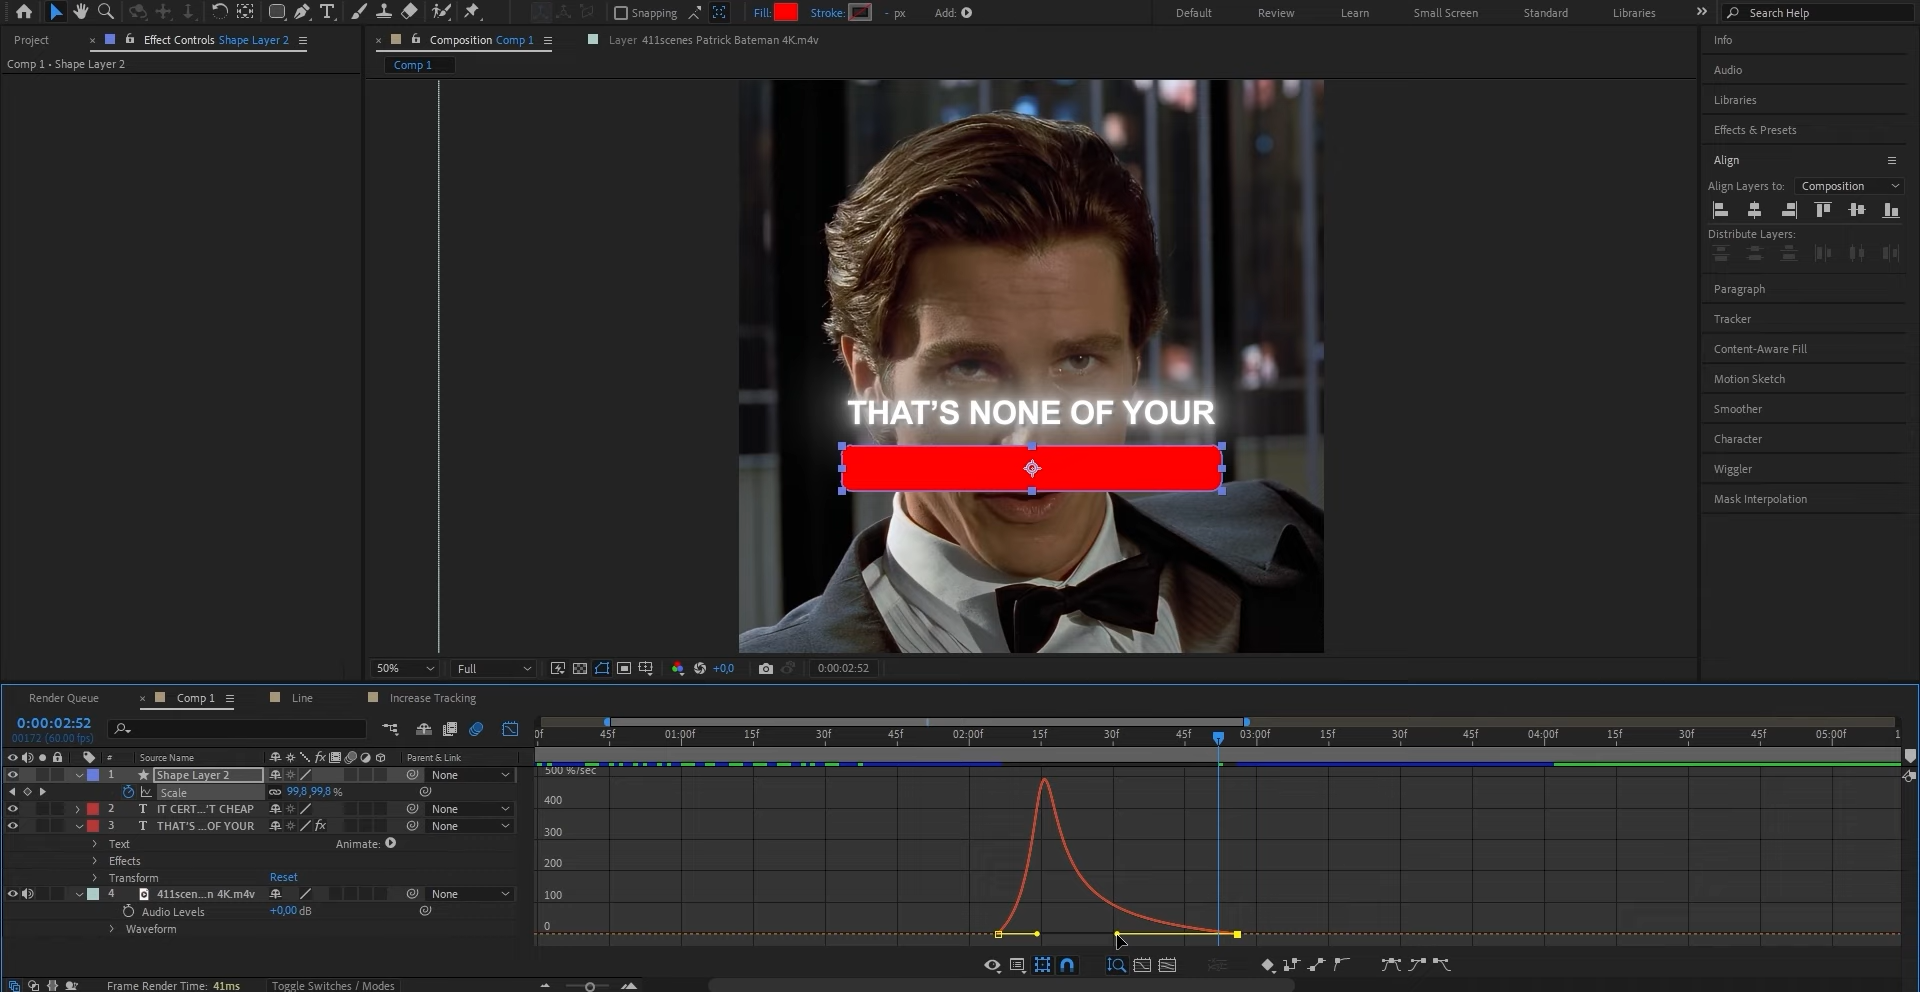 Snapping
Fill:
Stroke:
- px
Add:
Default
Review
Learn
Small Screen
Standard
Libraries
Search Help
Project
Effect Controls Shape Layer 2
Composition Comp 1
Layer 411scenes Patrick Bateman 4K.m4v
Comp 1 • Shape Layer 2
Comp 1
Info
Audio
Libraries
Effects & Presets
Align
Align Layers to:
Composition
Distribute Layers:
Paragraph
Tracker
Content-Aware Fill
Motion Sketch
Smoother
Character
Wiggler
Mask Interpolation
THAT’S NONE OF YOUR
50%
Full
+0,0
0:00:02:52
Render Queue
Comp 1
Line
Increase Tracking
0:00:02:52
00172 (60.00 fps)
0f
45f
01:00f
15f
30f
45f
02:00f
15f
30f
45f
03:00f
15f
30f
45f
04:00f
15f
30f
45f
05:00f
1
#
Source Name
fx
Parent & Link
1
Shape Layer 2
None
Scale
99,8,99,8 %
2
T
IT CERT...'T CHEAP
None
3
T
THAT'S ...OF YOUR
fx
None
Text
Animate:
Effects
Transform
Reset
4
411scen...n 4K.m4v
None
Audio Levels
+0,00 dB
Waveform
500 %/sec
400
300
200
100
0
Frame Render Time: 41ms
Toggle Switches / Modes